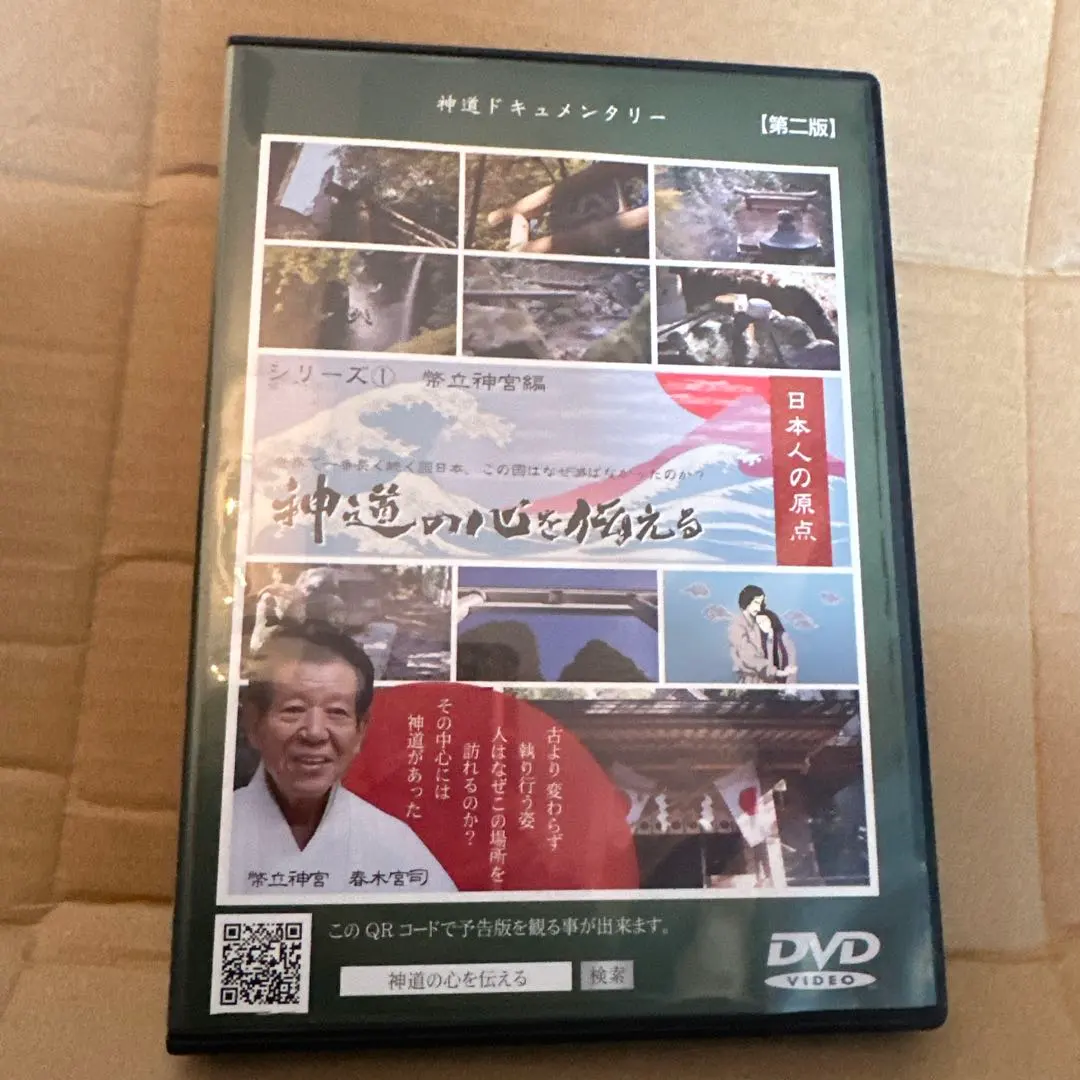 神道ドキュメンタリー
【第二版】
シリーズ① 幣立神宮編
日本人の原点
世界で一番長く続く国日本、この国はなぜ滅ばなかったのか？
神道の心を伝える
古より変わらず
執り行う姿
人はなぜこの場所を
訪れるのか？
その中心には
神道があった
幣立神宮 春木宮司
このQRコードで予告版を観る事が出来ます。
神道の心を伝える 検索
DVD
VIDEO